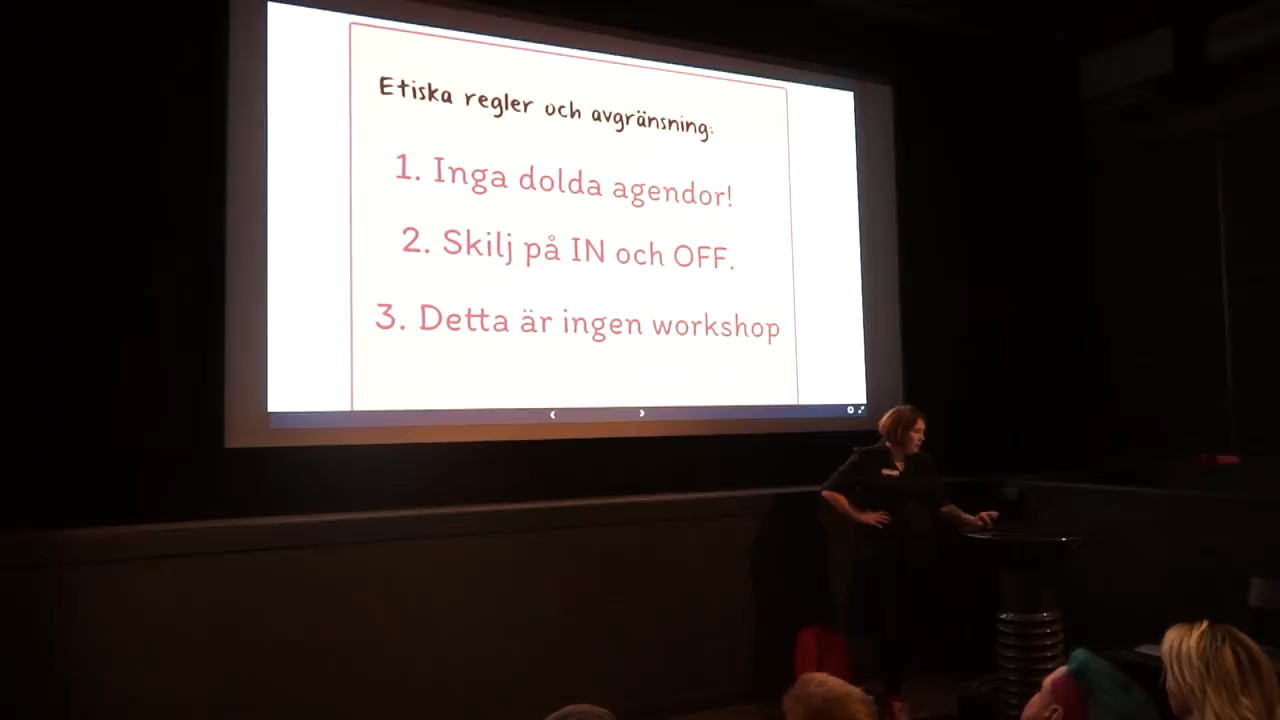 Etiska regler och avgränsning:
1. Inga dolda agendor!
2. Skilj på IN och OFF.
3. Detta är ingen workshop